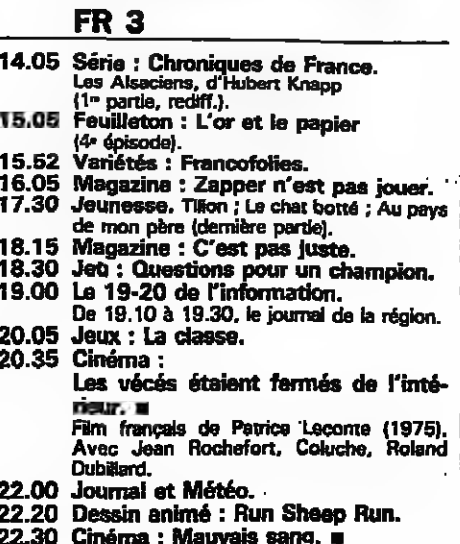 FR 3
14.05 Série : Chroniques de France.
Les Alsaciens, d'Hubert Knapp
(1re partie, rediff.).
15.05 Feuilleton : L'or et le papier
(4e épisode).
15.52 Variétés : Francofolies.
16.05 Magazine : Zapper n'est pas jouer.
17.30 Jeunesse. Tifion ; Le chat botté ; Au pays
de mon père (dernière partie).
18.15 Magazine : C'est pas juste.
18.30 Jeu : Questions pour un champion.
19.00 Le 19-20 de l'information.
De 19.10 à 19.30, le journal de la région.
20.05 Jeux : La classe.
20.35 Cinéma :
Les vécés étaient fermés de l'inté-
rieur. ■
Film français de Patrice Leconte (1975).
Avec Jean Rochefort, Coluche, Roland
Dubillard.
22.00 Journal et Météo.
22.20 Dessin animé : Run Sheep Run.
22.30 Cinéma : Mauvais sang. ■